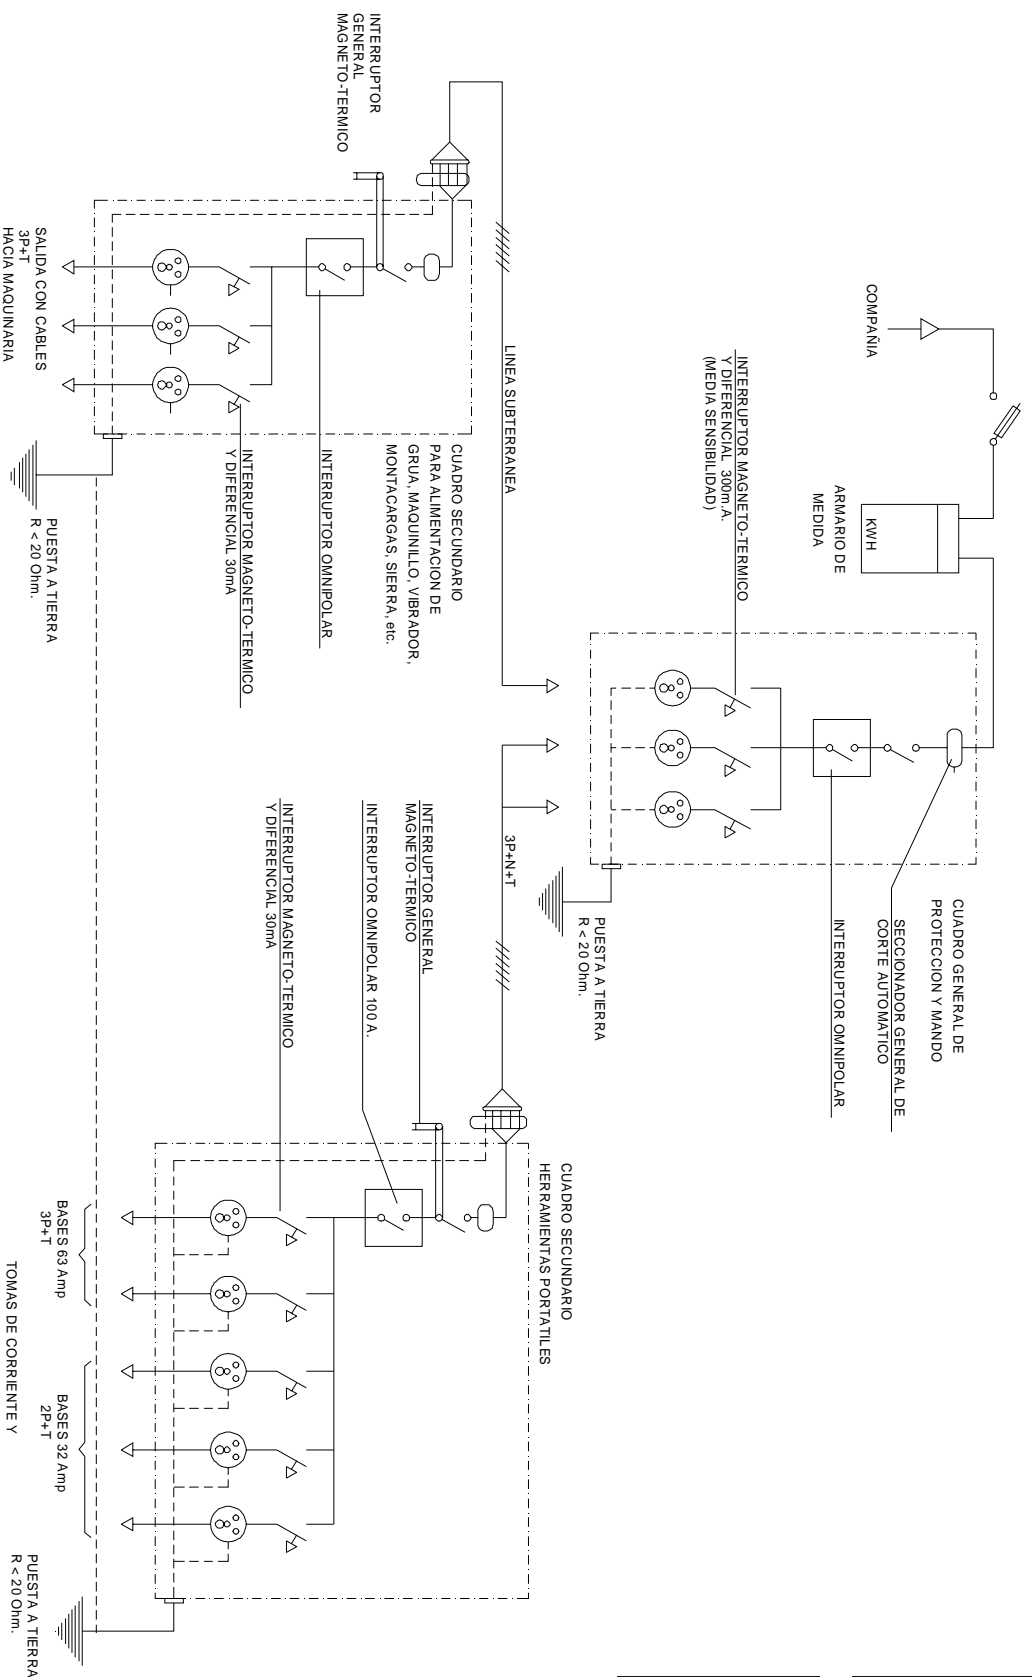 COMPAÑIA
ARMARIO DE
MEDIDA
KWH
CUADRO GENERAL DE
PROTECCION Y MANDO
SECCIONADOR GENERAL DE
CORTE AUTOMATICO
INTERRUPTOR OMNIPOLAR
INTERRUPTOR MAGNETO-TERMICO
Y DIFERENCIAL 300m.A.
(MEDIA SENSIBILIDAD)
PUESTA A TIERRA
R < 20 Ohm.
LINEA SUBTERRANEA
3P+N+T
INTERRUPTOR
GENERAL
MAGNETO-TERMICO
CUADRO SECUNDARIO
PARA ALIMENTACION DE
GRUA, MAQUINILLO, VIBRADOR,
MONTACARGAS, SIERRA, etc.
INTERRUPTOR OMNIPOLAR
INTERRUPTOR MAGNETO-TERMICO
Y DIFERENCIAL 30mA
SALIDA CON CABLES
3P+T
HACIA MAQUINARIA
PUESTA A TIERRA
R < 20 Ohm.
CUADRO SECUNDARIO
HERRAMIENTAS PORTATILES
INTERRUPTOR GENERAL
MAGNETO-TERMICO
INTERRUPTOR OMNIPOLAR 100 A.
INTERRUPTOR MAGNETO-TERMICO
Y DIFERENCIAL 30mA
BASES 63 Amp
3P+T
BASES 32 Amp
2P+T
TOMAS DE CORRIENTE Y
PUESTA A TIERRA
R < 20 Ohm.